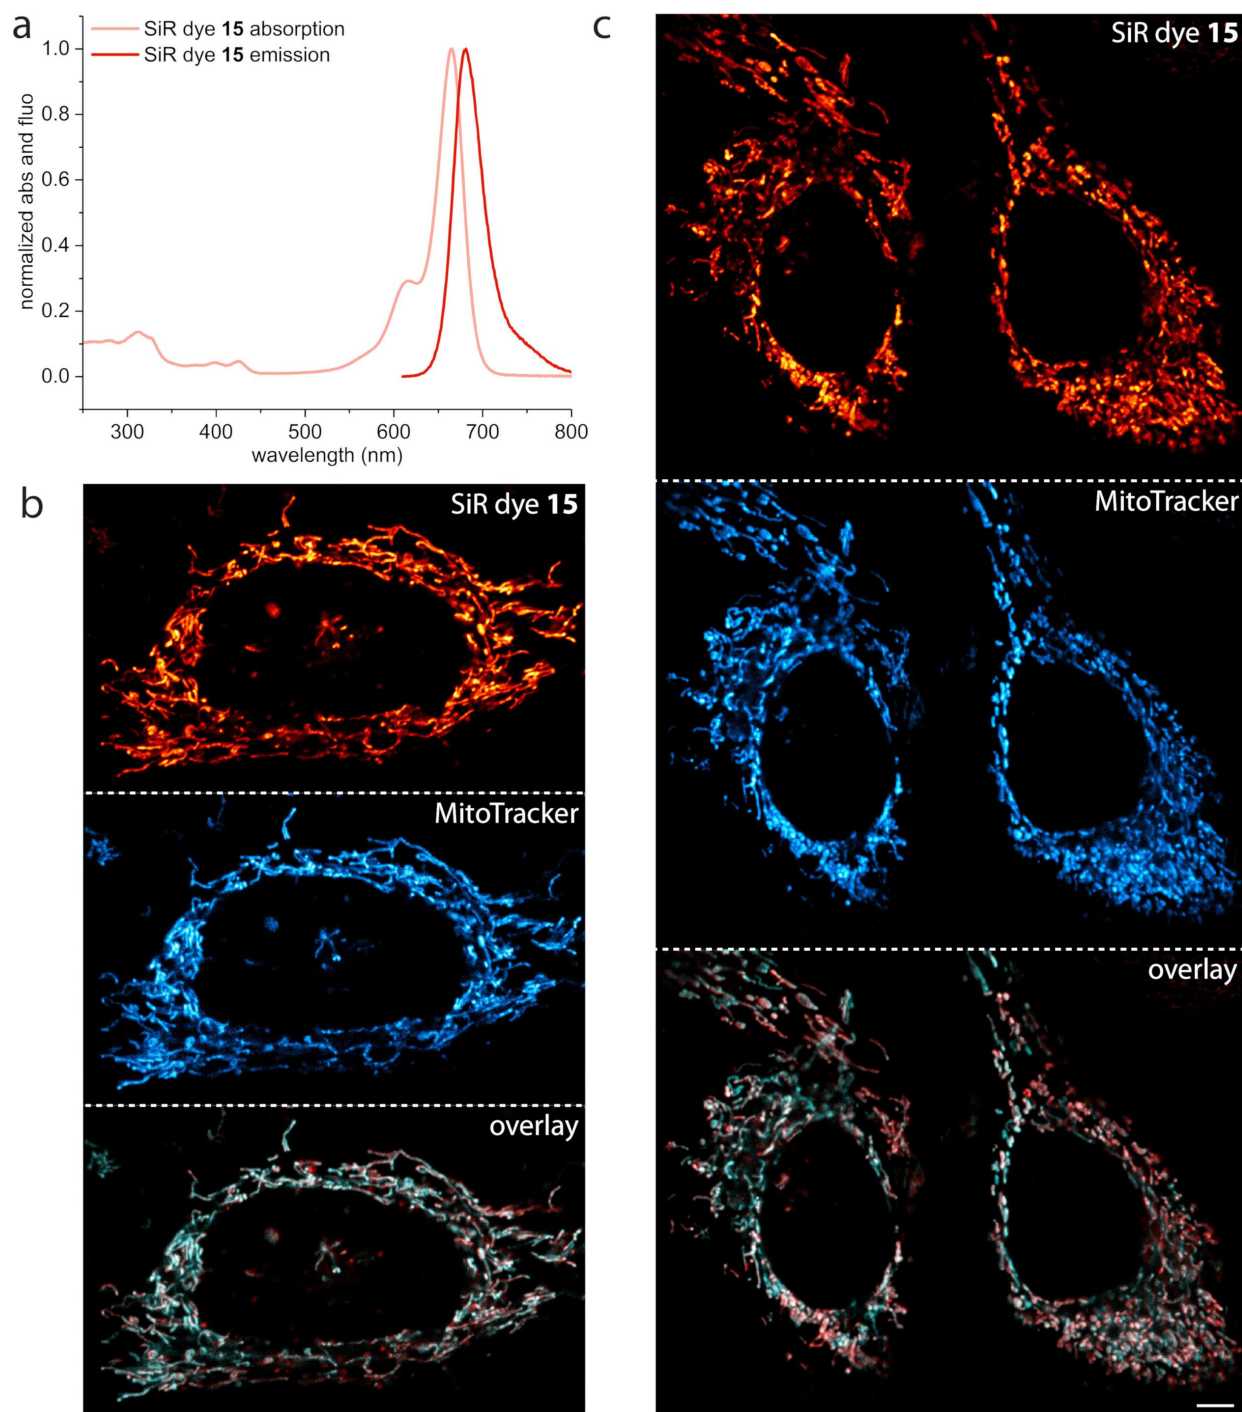 a
SiR dye 15 absorption
SiR dye 15 emission
normalized abs and fluo
1.0
0.8
0.6
0.4
0.2
0.0
300 400 500 600 700 800
wavelength (nm)
b
SiR dye 15
MitoTracker
overlay
c
SiR dye 15
MitoTracker
overlay